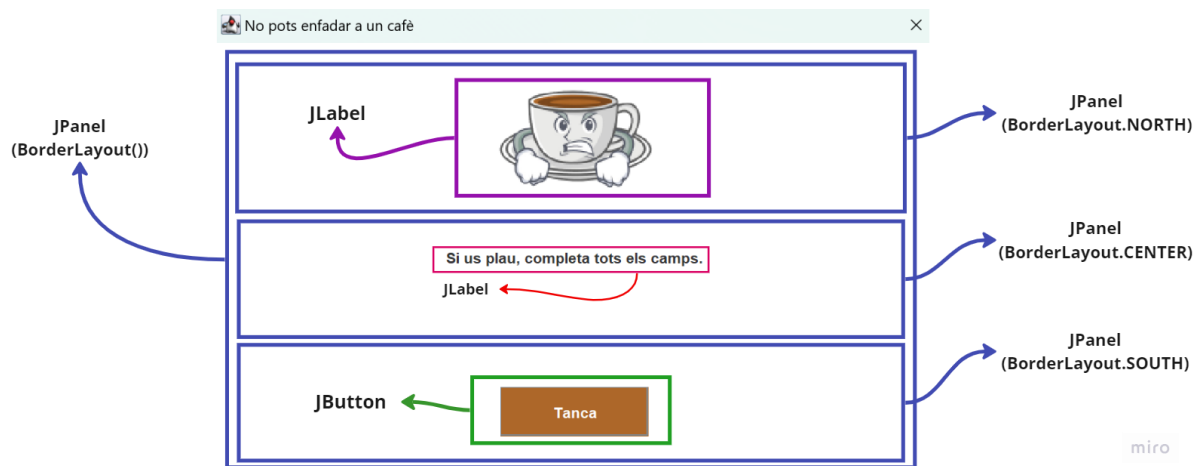 No pots enfadar a un cafè
JLabel
JPanel
(BorderLayout.NORTH)
JPanel
(BorderLayout())
JPanel
(BorderLayout.CENTER)
Si us plau, completa tots els camps.
JLabel
JPanel
(BorderLayout.SOUTH)
JButton
Tanca
miro